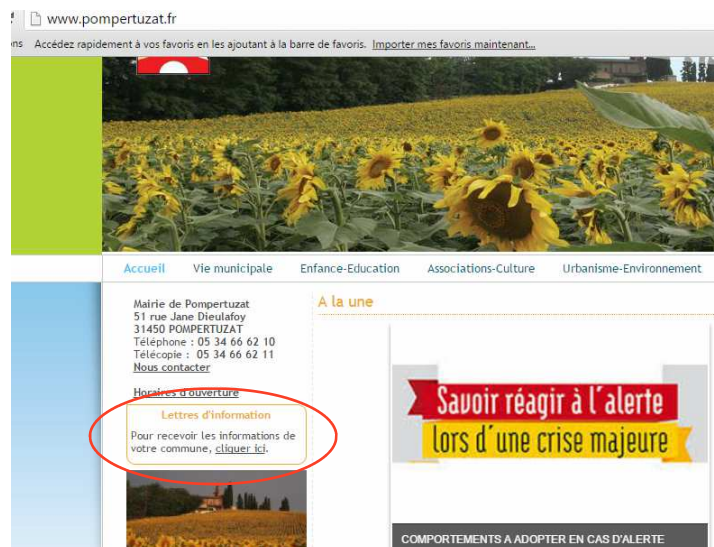 www.pompertuzat.fr
ons Accédez rapidement à vos favoris en les ajoutant à la barre de favoris. Importer mes favoris maintenant...
Accueil Vie municipale Enfance-Education Associations-Culture Urbanisme-Environnement
Mairie de Pompertuzat
51 rue Jane Dieulafoy
31450 POMPERTUZAT
Téléphone : 05 34 66 62 10
Télécopie : 05 34 66 62 11
Nous contacter
Horaires d'ouverture
Lettres d'information
Pour recevoir les informations de
votre commune, cliquer ici.
A la une
Savoir réagir à l'alerte
lors d'une crise majeure
COMPORTEMENTS A ADOPTER EN CAS D'ALERTE